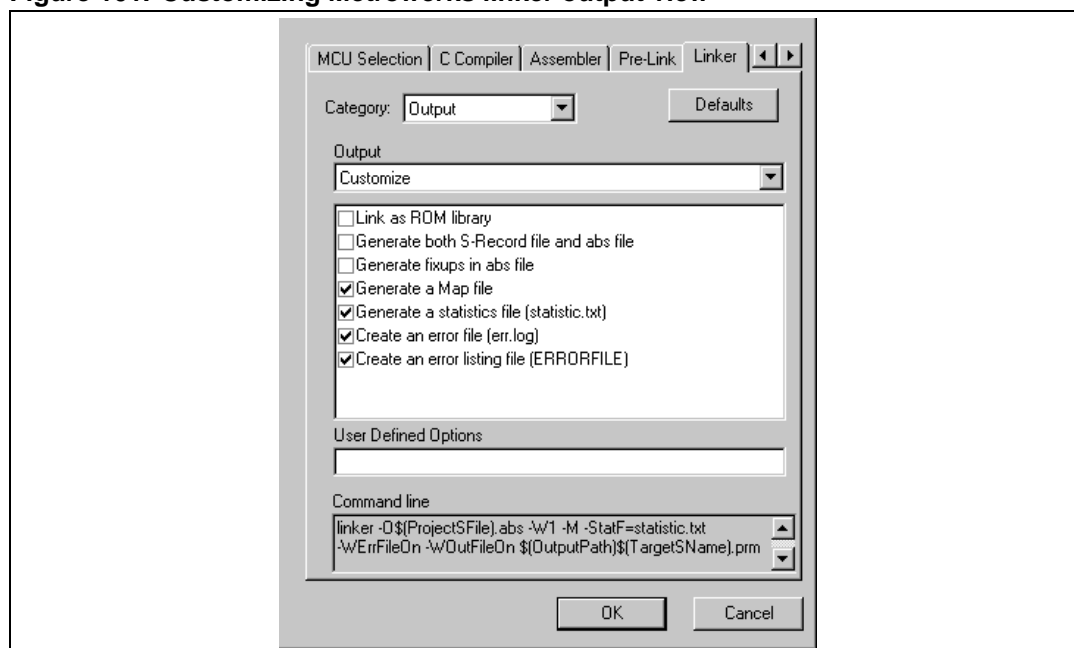 Figure 101. Customizing Metrowerks linker output view
MCU Selection C Compiler Assembler Pre-Link Linker
Category: Output Defaults
Output
Customize
Link as ROM library
Generate both S-Record file and abs file
Generate fixups in abs file
Generate a Map file
Generate a statistics file (statistic.txt)
Create an error file (err.log)
Create an error listing file (ERRORFILE)
User Defined Options
Command line
linker -O$(ProjectSFile).abs -W1 -M -StatF=statistic.txt
-WErrFileOn -WOutFileOn $(OutputPath)$(TargetSName).prm
OK Cancel